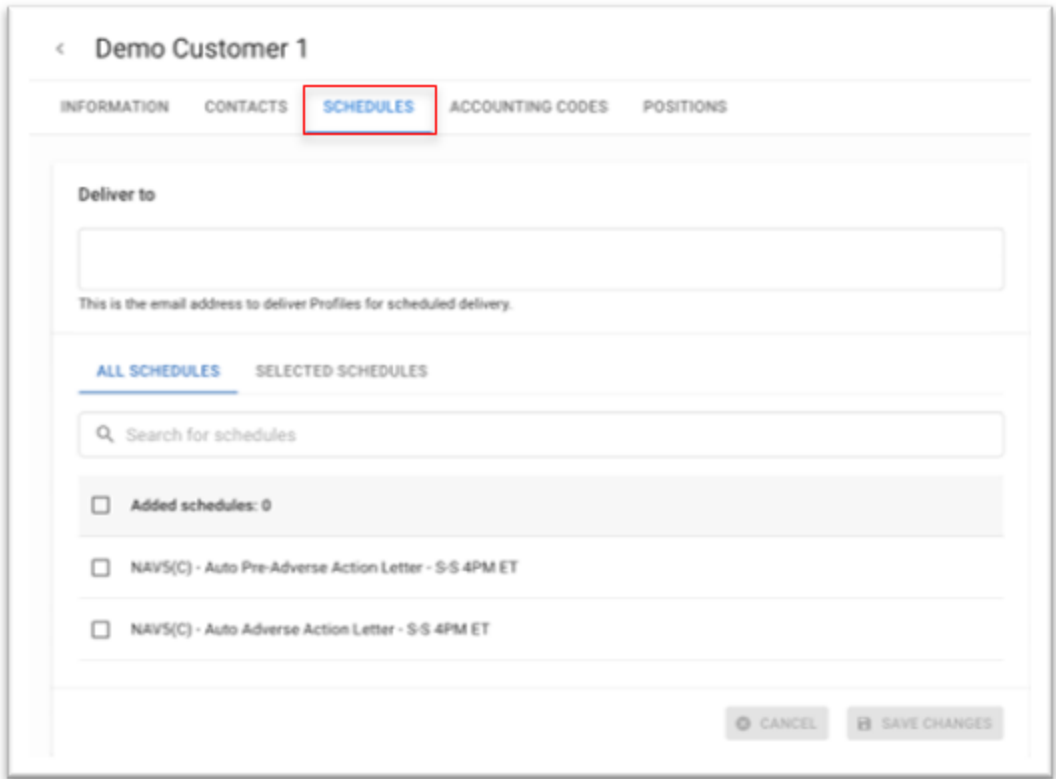 Demo Customer 1
INFORMATION CONTACTS SCHEDULES ACCOUNTING CODES POSITIONS
Deliver to
This is the email address to deliver Profiles for scheduled delivery.
ALL SCHEDULES SELECTED SCHEDULES
Search for schedules
Added schedules: 0
NAV5(C) - Auto Pre-Adverse Action Letter - S-S 4PM ET
NAV5(C) - Auto Adverse Action Letter - S-S 4PM ET
CANCEL SAVE CHANGES